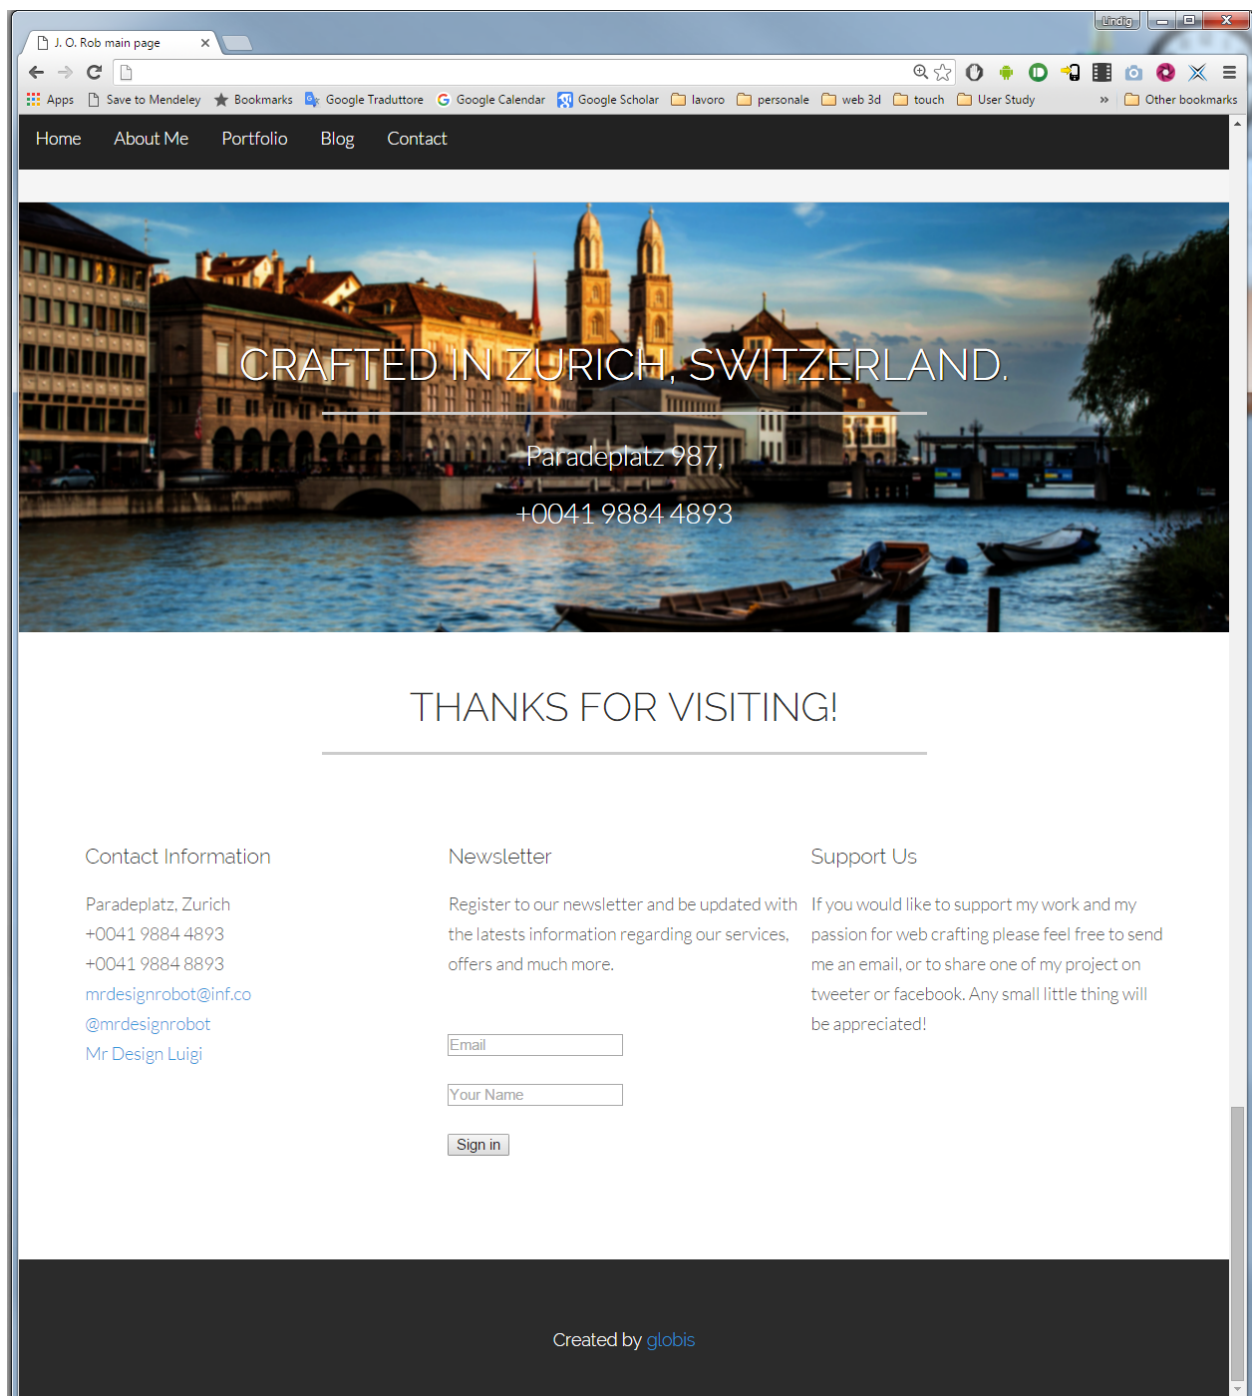 Lindig
J. O. Rob main page
Apps Save to Mendeley Bookmarks Google Traduttore Google Calendar Google Scholar lavoro personale web 3d touch User Study » Other bookmarks
Home About Me Portfolio Blog Contact
CRAFTED IN ZURICH, SWITZERLAND.
Paradeplatz 987,
+0041 9884 4893
THANKS FOR VISITING!
Contact Information
Paradeplatz, Zurich
+0041 9884 4893
+0041 9884 8893
mrdesignrobot@inf.co
@mrdesignrobot
Mr Design Luigi
Newsletter
Register to our newsletter and be updated with
the latests information regarding our services,
offers and much more.
Email
Your Name
Sign in
Support Us
If you would like to support my work and my
passion for web crafting please feel free to send
me an email, or to share one of my project on
tweeter or facebook. Any small little thing will
be appreciated!
Created by globis